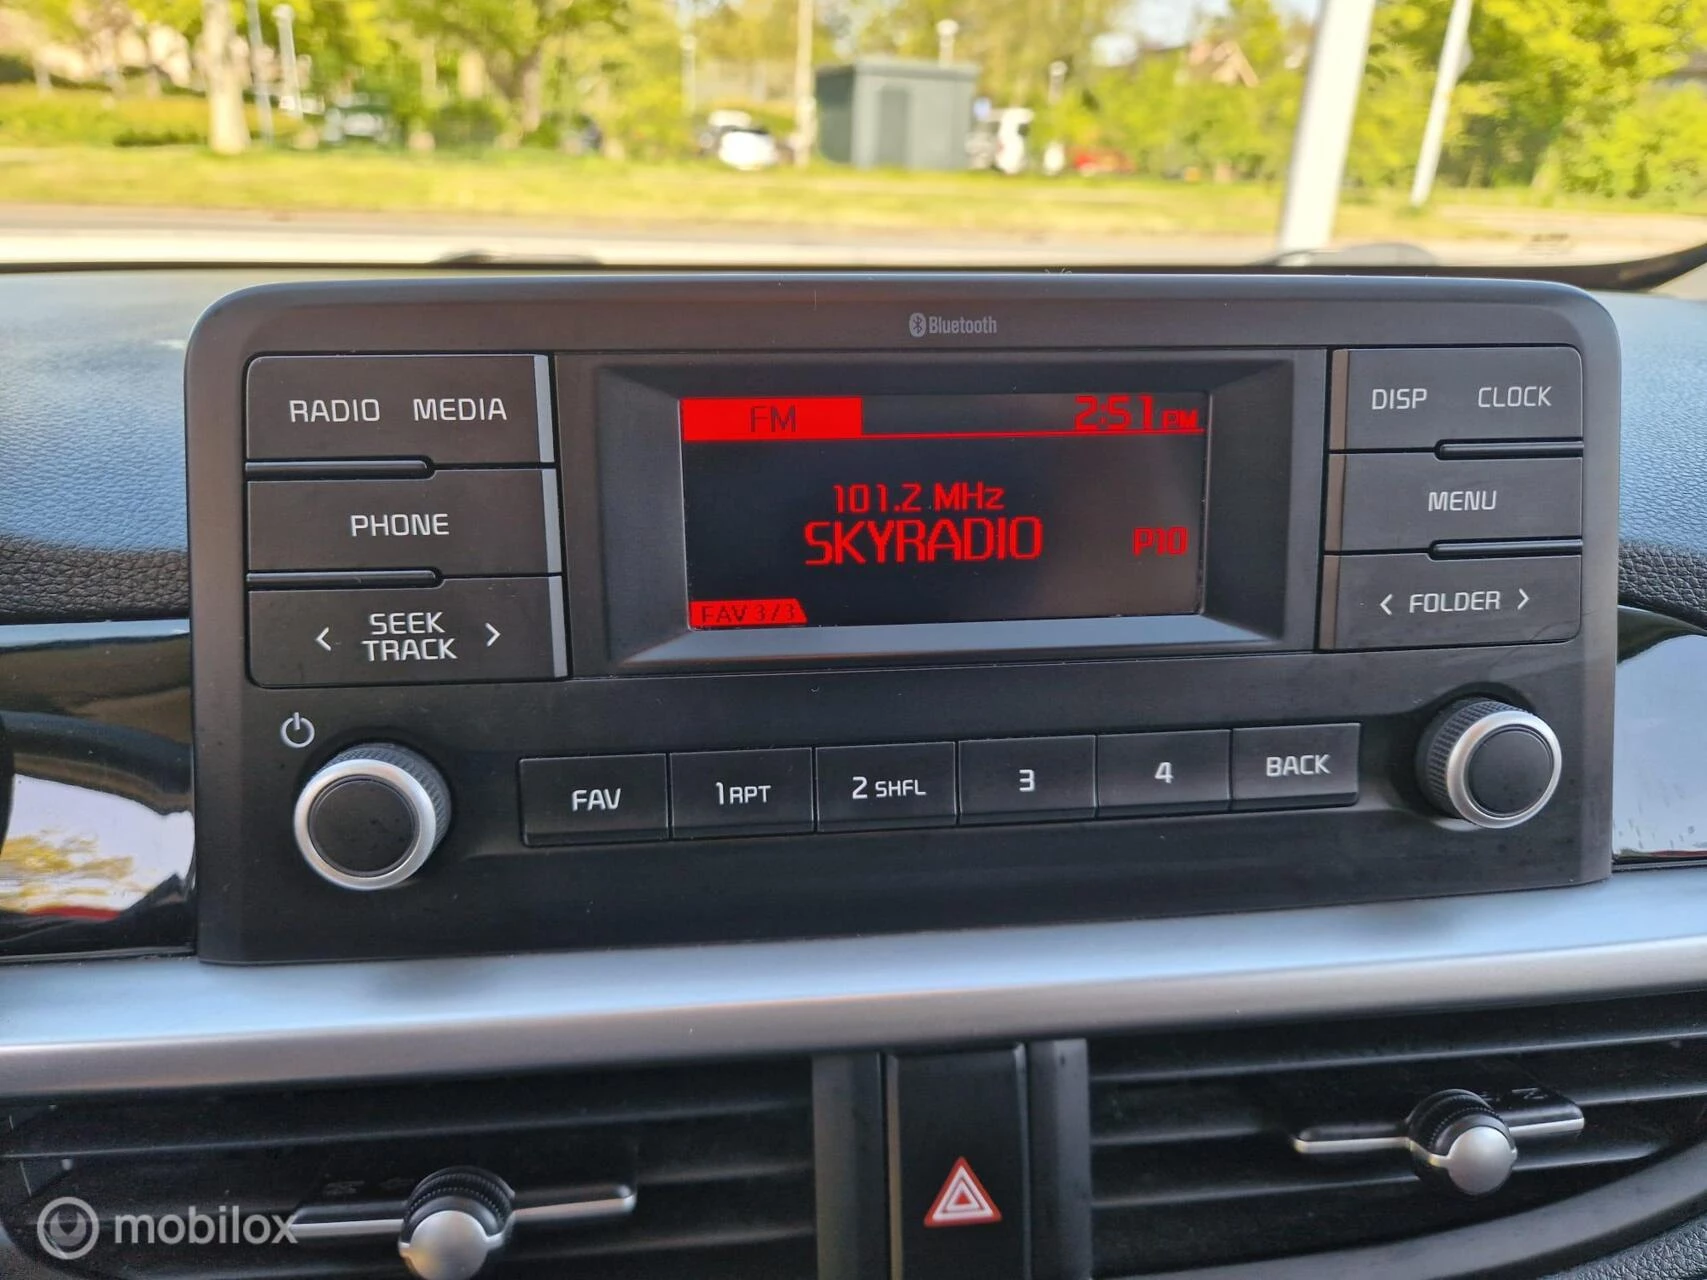 Bluetooth
RADIO MEDIA
PHONE
< SEEK TRACK >
FM 2:51 PM
101.2 MHz
SKYRADIO P10
FAV 3/3
DISP CLOCK
MENU
< FOLDER >
FAV 1 RPT 2 SHFL 3 4 BACK
mobilox